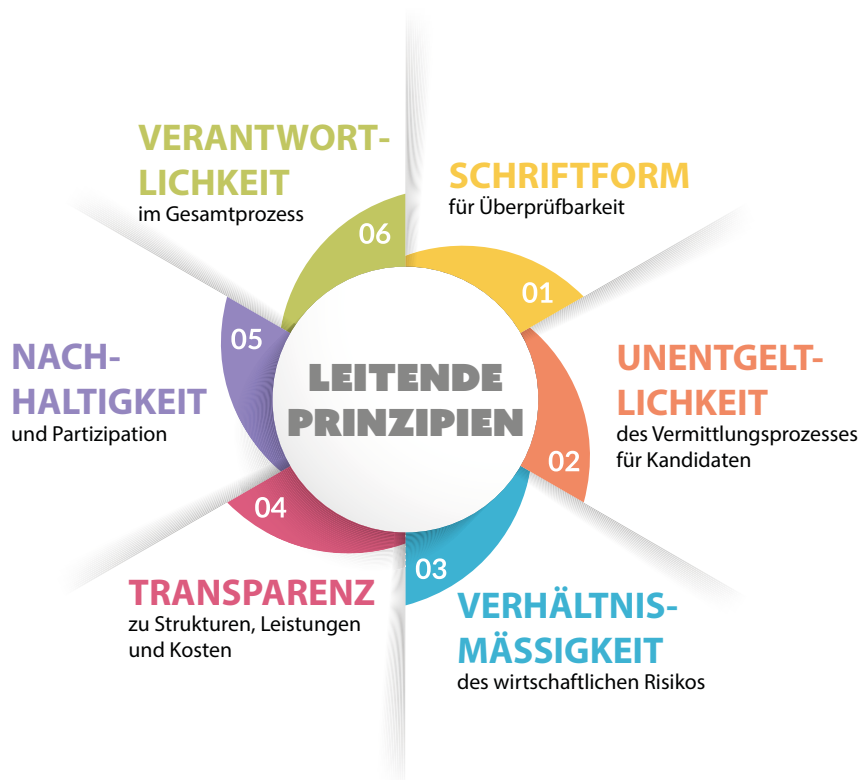 LEITENDE
PRINZIPIEN
01
SCHRIFTFORM
für Überprüfbarkeit
02
UNENTGELT-
LICHKEIT
des Vermittlungsprozesses
für Kandidaten
03
VERHÄLTNIS-
MÄSSIGKEIT
des wirtschaftlichen Risikos
04
TRANSPARENZ
zu Strukturen, Leistungen
und Kosten
05
NACH-
HALTIGKEIT
und Partizipation
06
VERANTWORT-
LICHKEIT
im Gesamtprozess